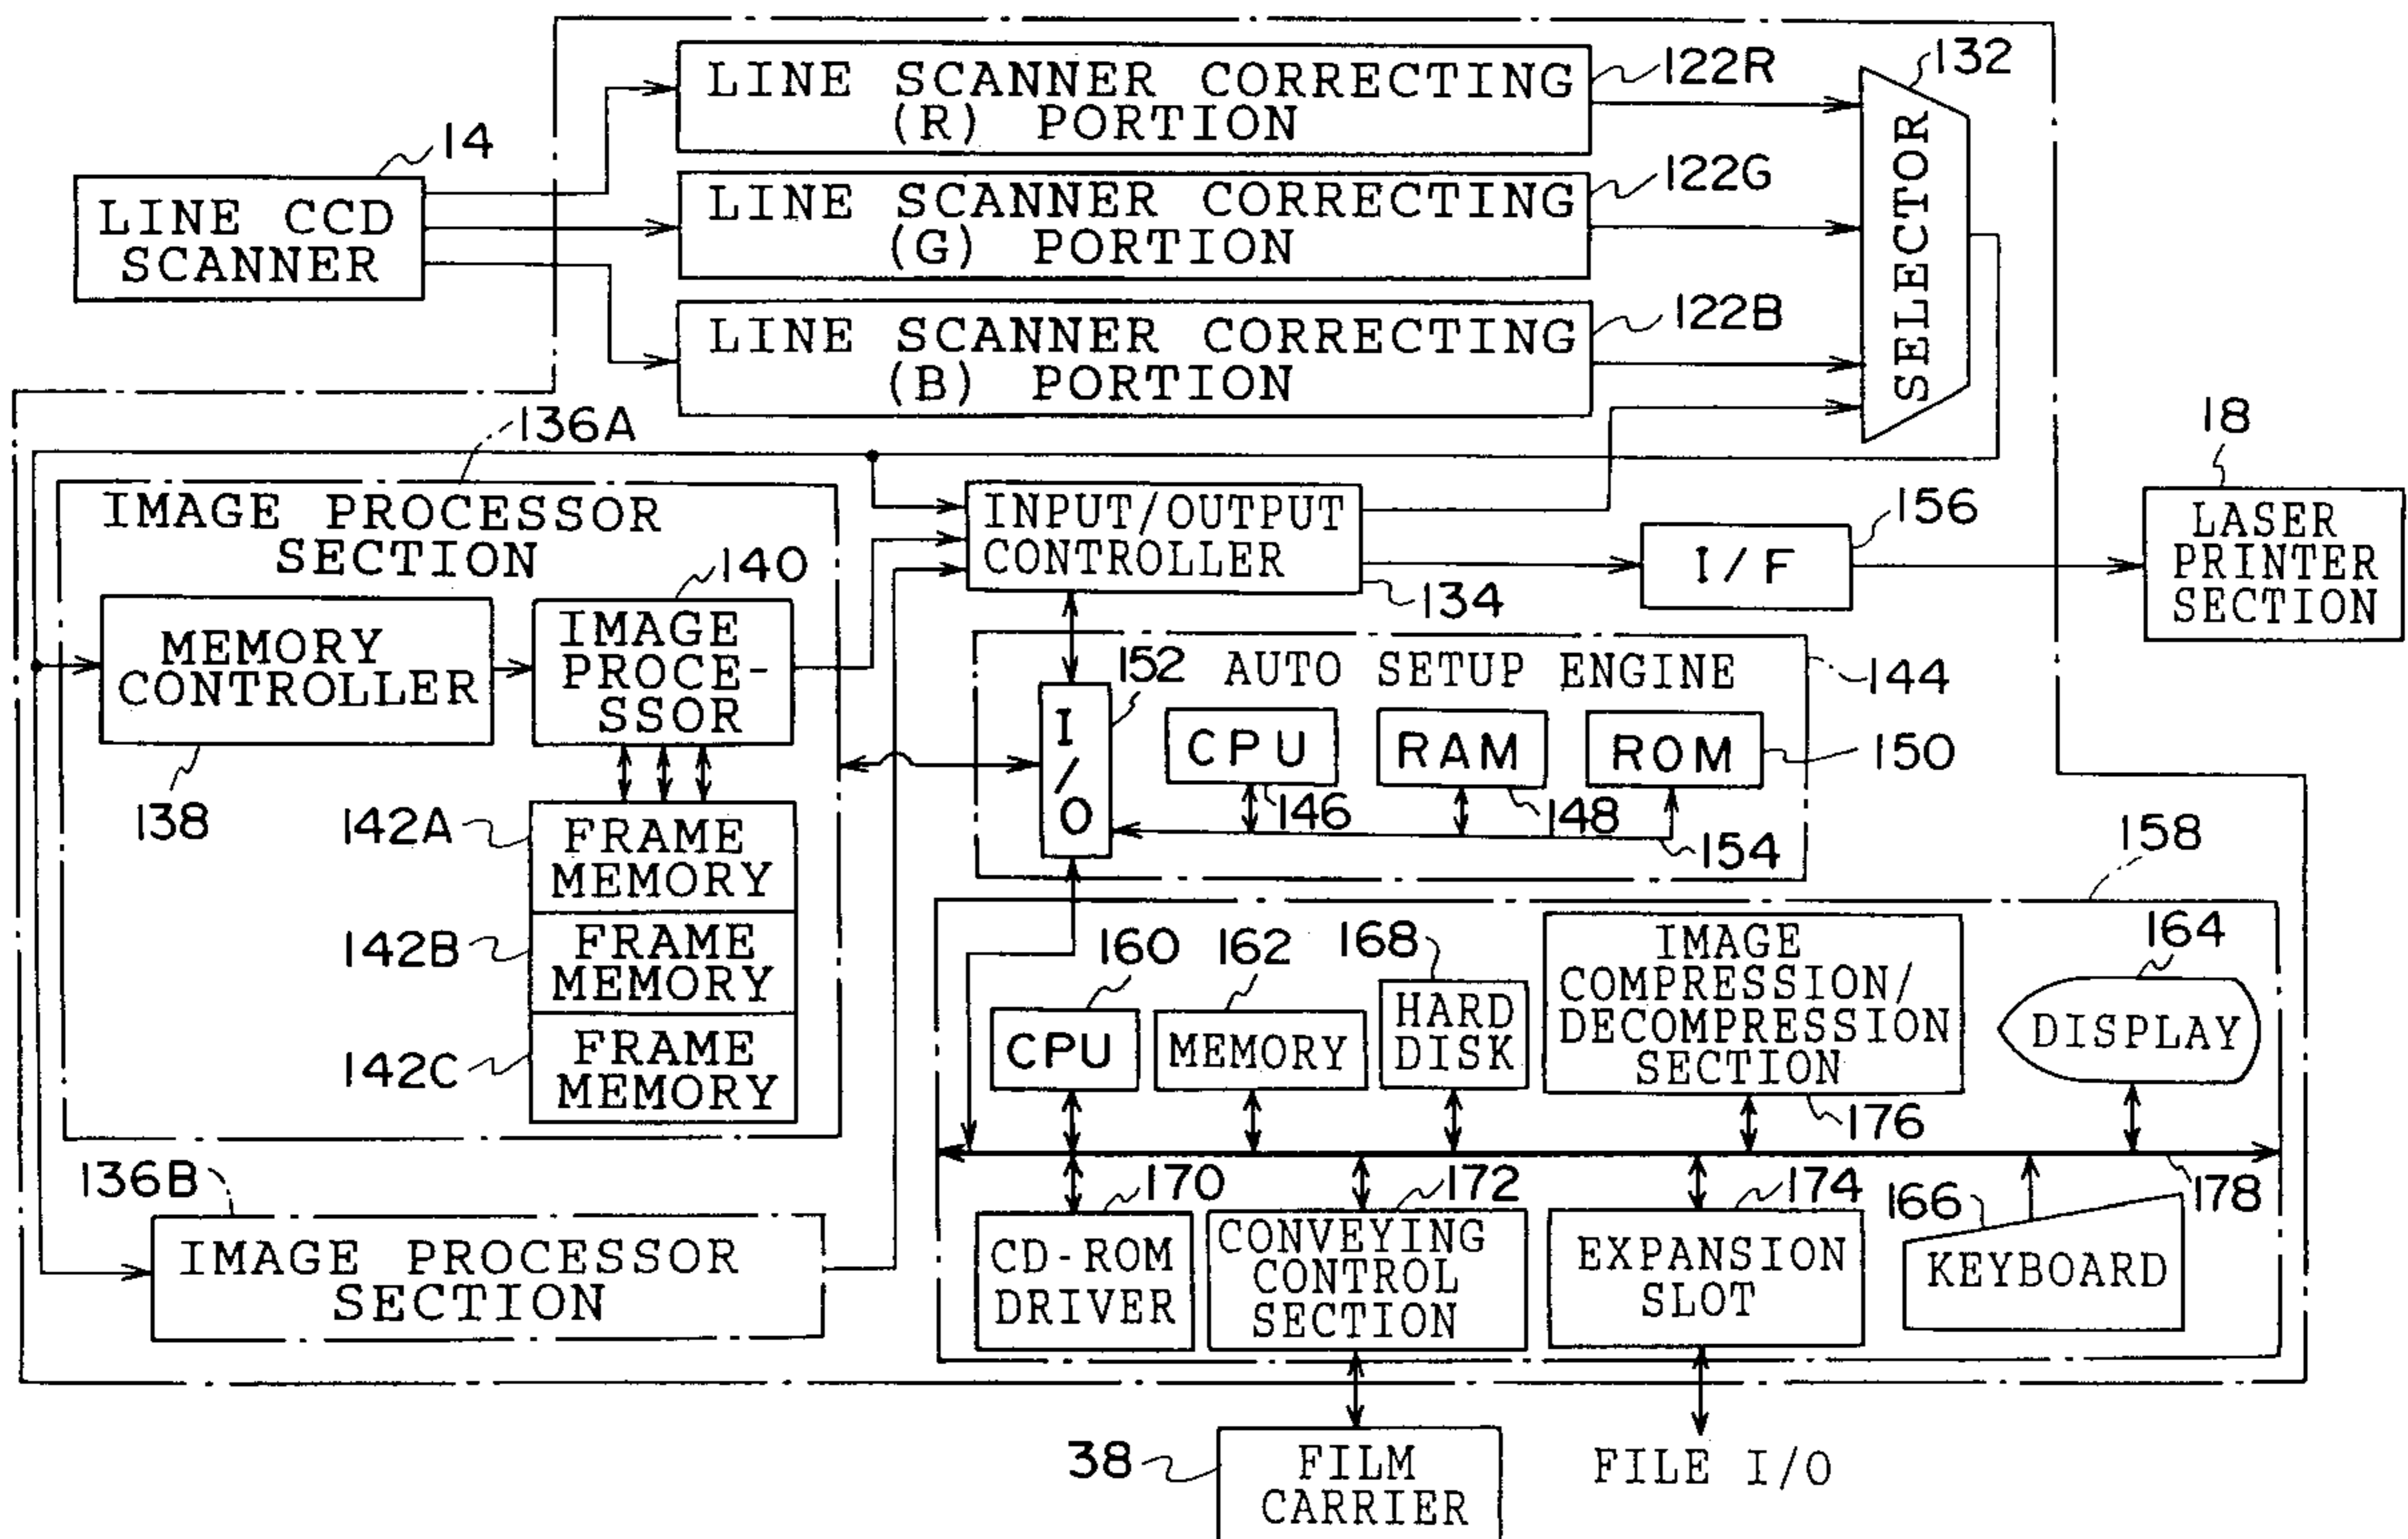 LINE SCANNER CORRECTING
(R) PORTION
122R
132
14
LINE CCD
SCANNER
LINE SCANNER CORRECTING
(G) PORTION
122G
SELECTOR
LINE SCANNER CORRECTING
(B) PORTION
122B
136A
18
IMAGE PROCESSOR
SECTION
INPUT/OUTPUT
CONTROLLER
134
I/F
156
LASER
PRINTER
SECTION
140
MEMORY
CONTROLLER
138
IMAGE
PROCE-
SSOR
152
AUTO SETUP ENGINE
144
I/O
CPU
146
RAM
148
ROM
150
154
142A
FRAME
MEMORY
142B
FRAME
MEMORY
142C
FRAME
MEMORY
158
160
CPU
162
MEMORY
168
HARD
DISK
IMAGE
COMPRESSION/
DECOMPRESSION
SECTION
176
164
DISPLAY
136B
IMAGE PROCESSOR
SECTION
170
CD-ROM
DRIVER
172
CONVEYING
CONTROL
SECTION
174
EXPANSION
SLOT
166
KEYBOARD
178
38
FILM
CARRIER
FILE I/O